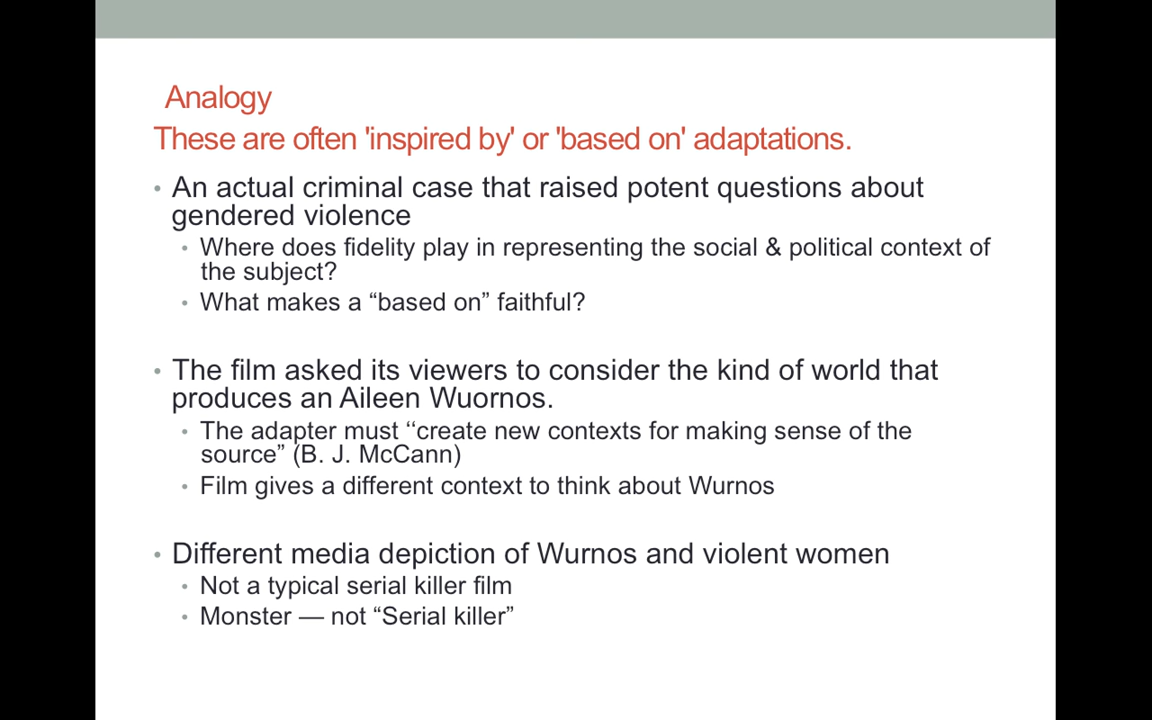 Analogy
These are often 'inspired by' or 'based on' adaptations.
• An actual criminal case that raised potent questions about
gendered violence
• Where does fidelity play in representing the social & political context of
the subject?
• What makes a “based on” faithful?
• The film asked its viewers to consider the kind of world that
produces an Aileen Wuornos.
• The adapter must ‘‘create new contexts for making sense of the
source” (B. J. McCann)
• Film gives a different context to think about Wurnos
• Different media depiction of Wurnos and violent women
• Not a typical serial killer film
• Monster — not “Serial killer”